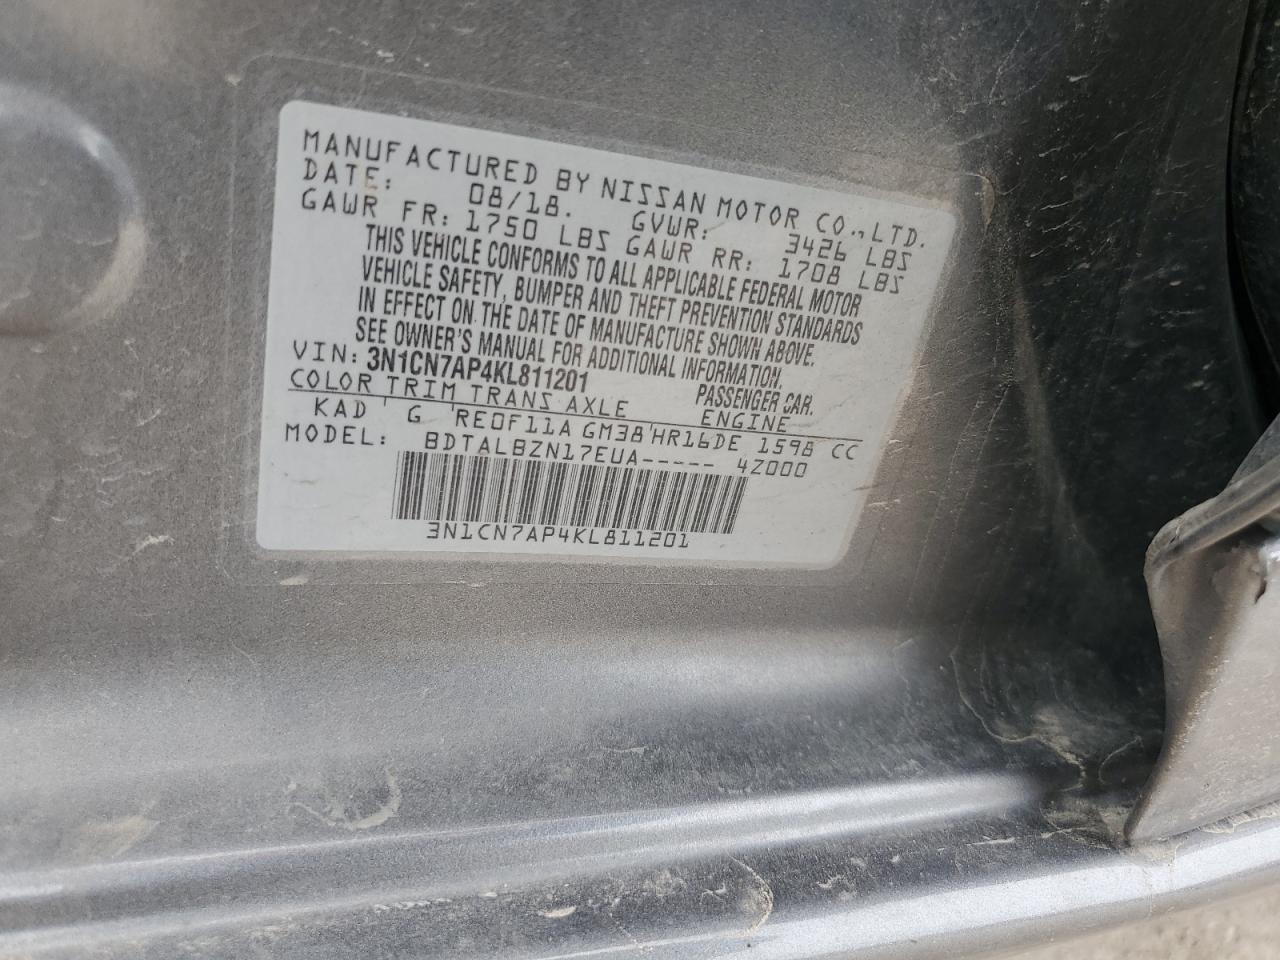 MANUFACTURED BY NISSAN MOTOR CO.,LTD.
DATE: 08/18. GVWR: 3426 LBS
GAWR FR: 1750 LBS GAWR RR: 1708 LBS
THIS VEHICLE CONFORMS TO ALL APPLICABLE FEDERAL MOTOR
VEHICLE SAFETY, BUMPER AND THEFT PREVENTION STANDARDS
IN EFFECT ON THE DATE OF MANUFACTURE SHOWN ABOVE.
SEE OWNER'S MANUAL FOR ADDITIONAL INFORMATION.
VIN: 3N1CN7AP4KL811201 PASSENGER CAR.
COLOR TRIM TRANS AXLE ENGINE
KAD G RE0F11A GM38 HR16DE 1598 CC
MODEL: BDTALBZN17EUA----- 4Z000
3N1CN7AP4KL811201